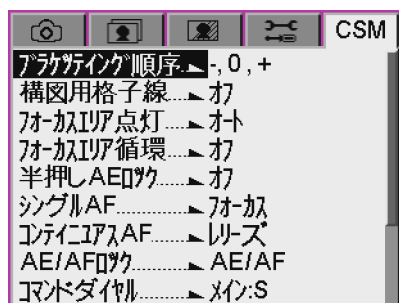 CSM
ブラケティング順序 -, 0, +
構図用格子線...... オフ
フォーカスエリア点灯...... オート
フォーカスエリア循環...... オフ
半押しAEロック...... オフ
シングルAF...... フォーカス
コンティニュアスAF...... レリーズ
AE/AFロック...... AE/AF
コマンドダイヤル...... メイン:S